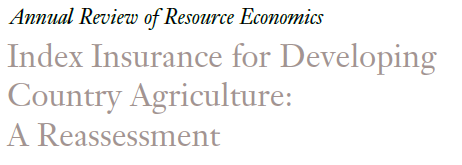 Annual Review of Resource Economics
Index Insurance for Developing
Country Agriculture:
A Reassessment